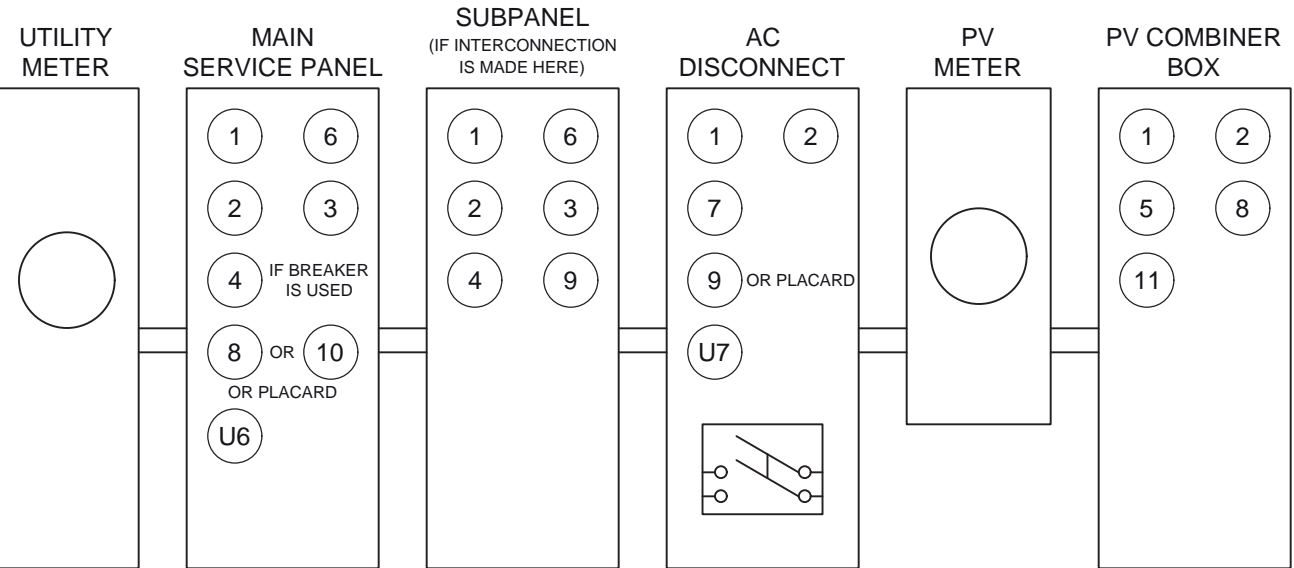 UTILITY
METER
MAIN
SERVICE PANEL
SUBPANEL
(IF INTERCONNECTION
IS MADE HERE)
AC
DISCONNECT
PV
METER
PV COMBINER
BOX
1 6
2 3
4 IF BREAKER
IS USED
8 OR 10
OR PLACARD
U6
1 6
2 3
4 9
1 2
7
9 OR PLACARD
U7
1 2
5 8
11